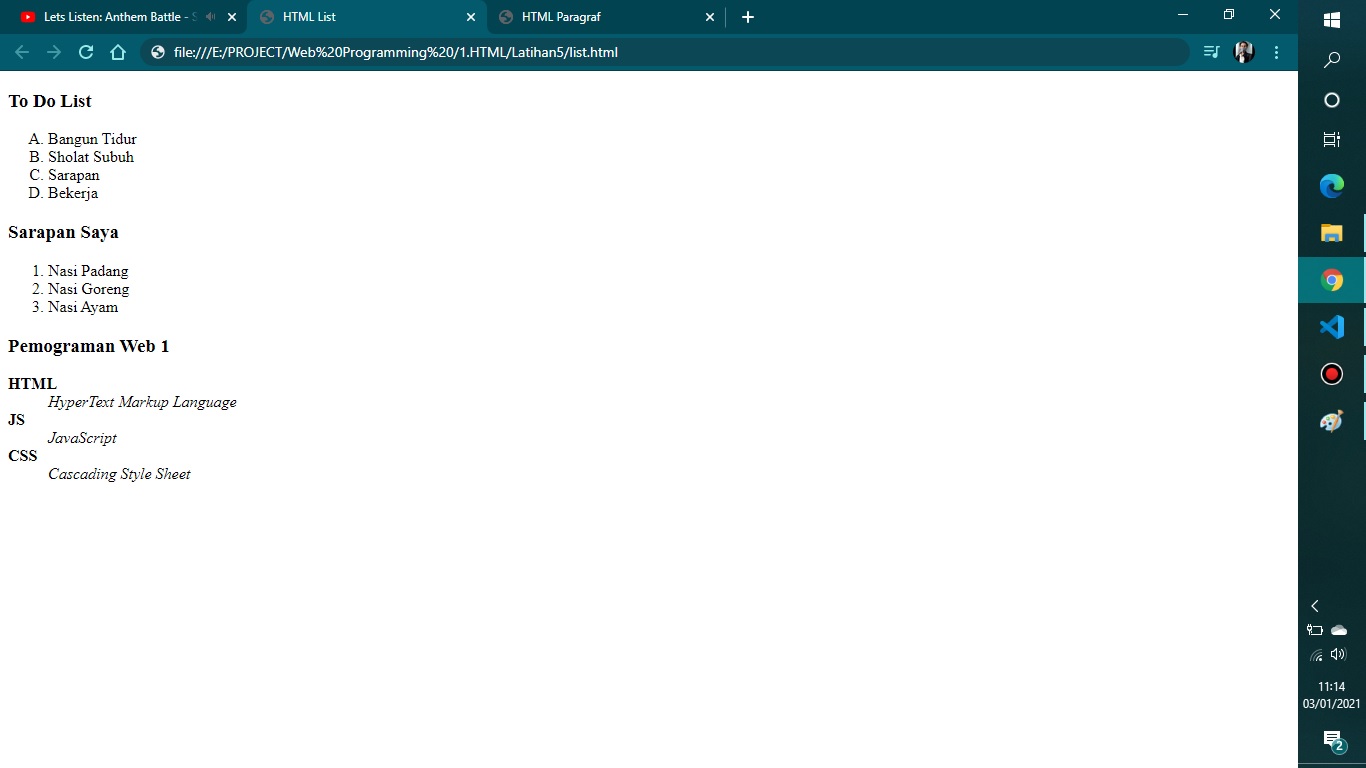 Lets Listen: Anthem Battle -
HTML List
HTML Paragraf
file:///E:/PROJECT/Web%20Programming%20/1.HTML/Latihan5/list.html
To Do List
A. Bangun Tidur
B. Sholat Subuh
C. Sarapan
D. Bekerja
Sarapan Saya
1. Nasi Padang
2. Nasi Goreng
3. Nasi Ayam
Pemograman Web 1
HTML
HyperText Markup Language
JS
JavaScript
CSS
Cascading Style Sheet
11:14
03/01/2021
2